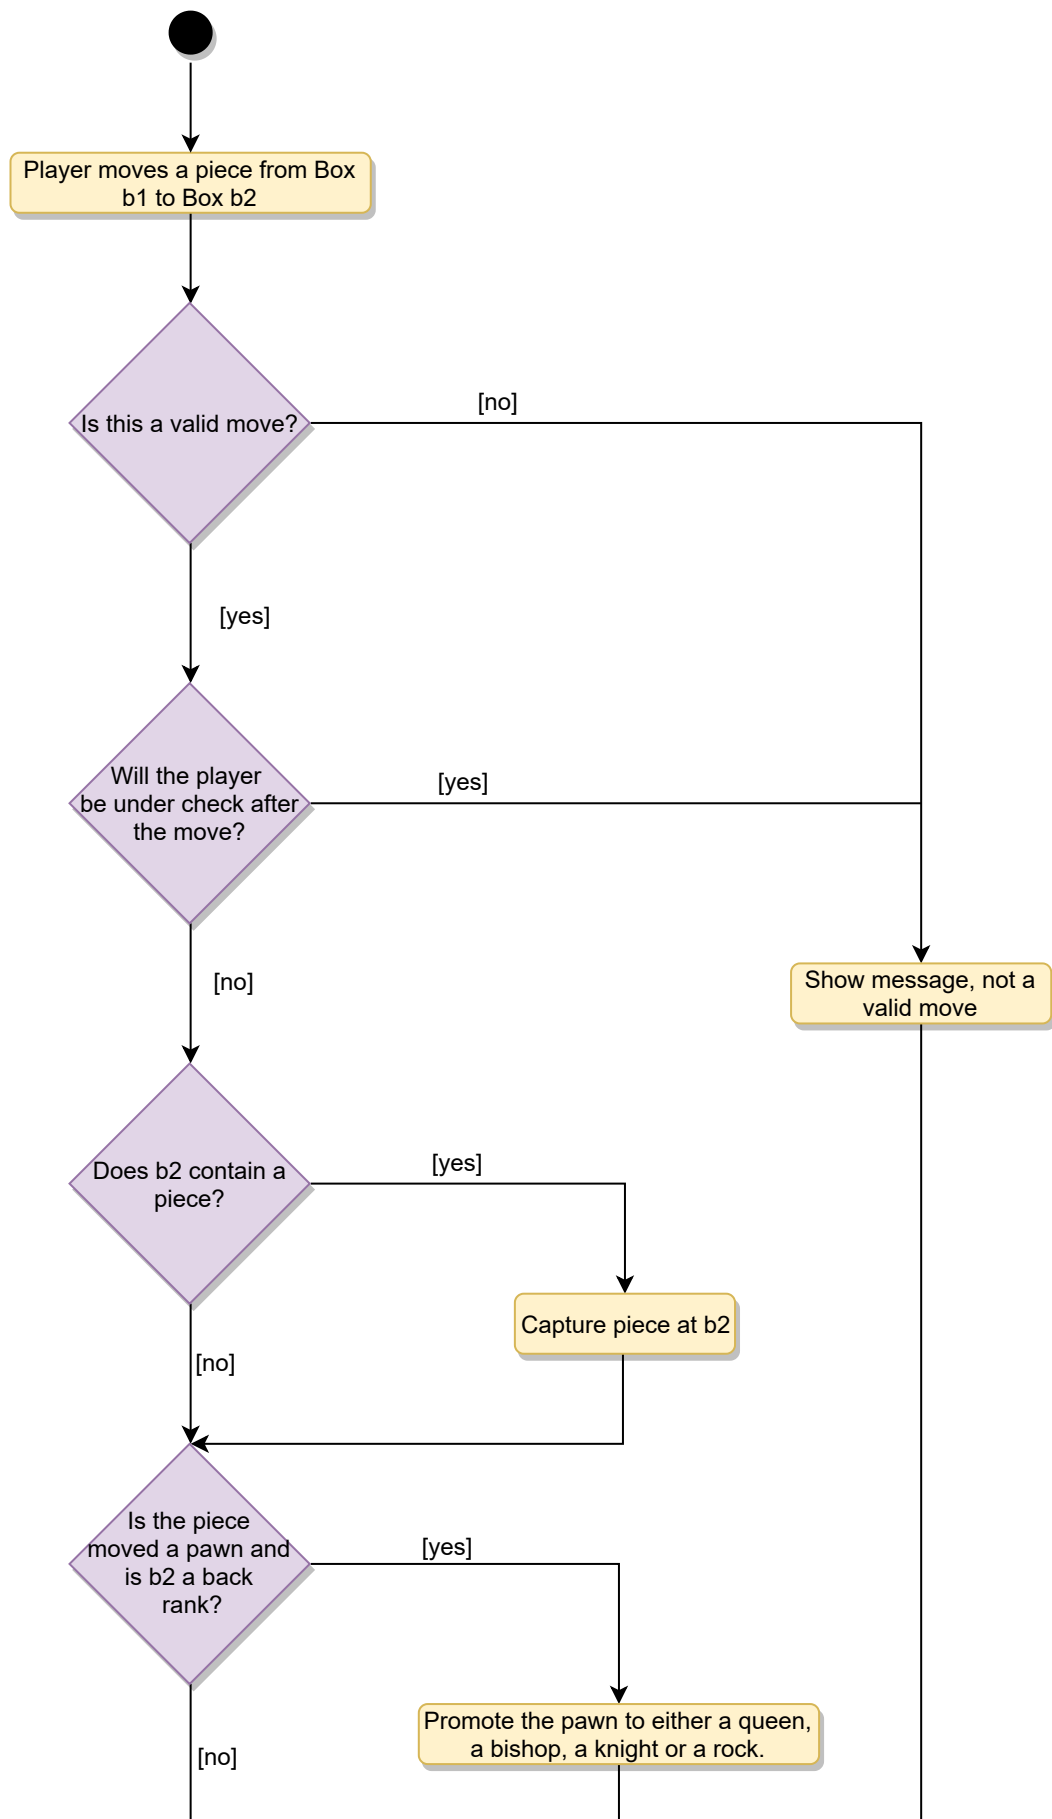 Player moves a piece from Box
b1 to Box b2
Is this a valid move?
[no]
[yes]
Will the player
be under check after
the move?
[yes]
[no]
Show message, not a
valid move
Does b2 contain a
piece?
[yes]
Capture piece at b2
[no]
Is the piece
moved a pawn and
is b2 a back
rank?
[yes]
Promote the pawn to either a queen,
a bishop, a knight or a rock.
[no]